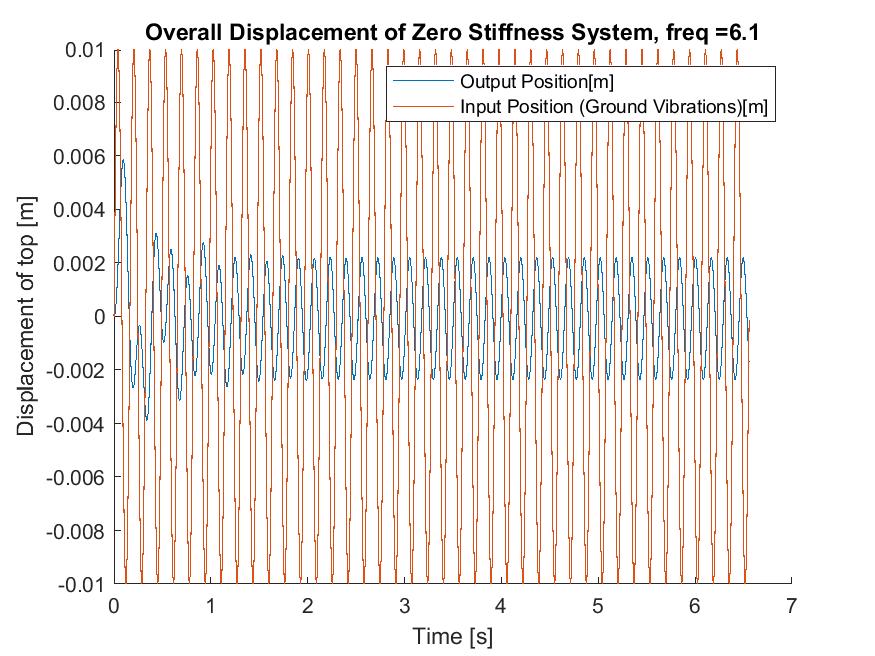 Overall Displacement of Zero Stiffness System, freq =6.1
0.01
0.008
0.006
0.004
0.002
0
-0.002
-0.004
-0.006
-0.008
-0.01
Displacement of top [m]
Output Position[m]
Input Position (Ground Vibrations)[m]
0 1 2 3 4 5 6 7
Time [s]